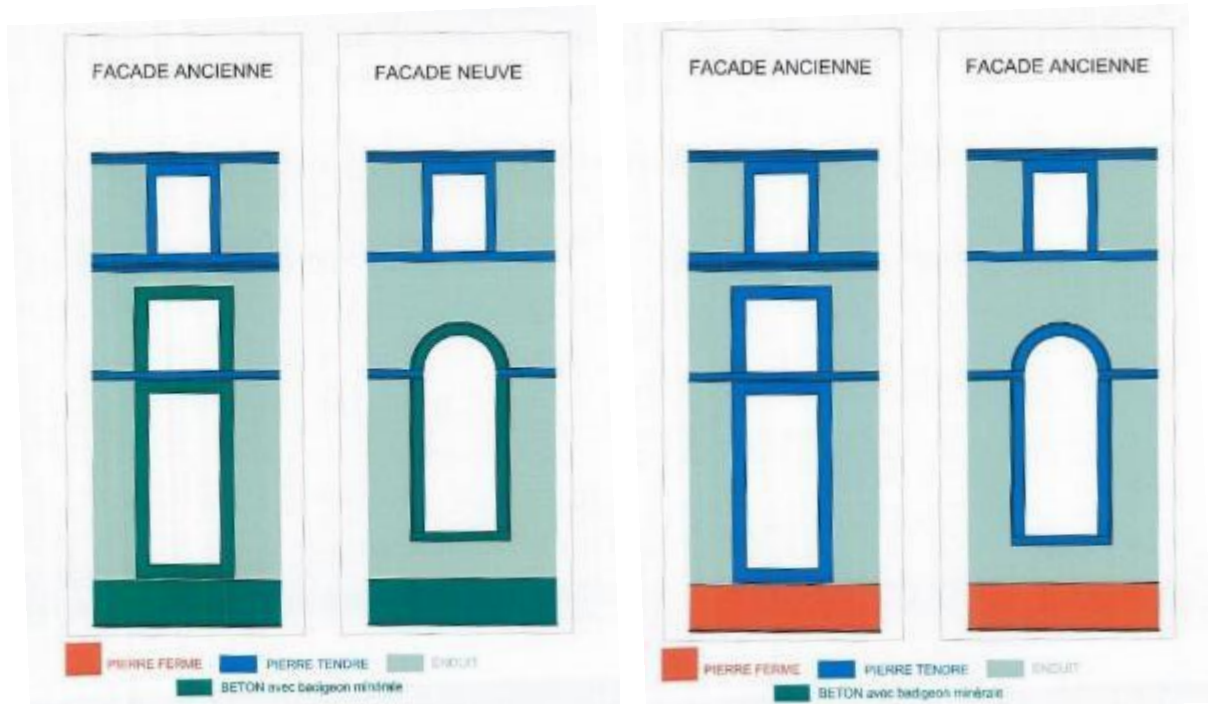 FACADE ANCIENNE
FACADE NEUVE
PIERRE FERME
PIERRE TENDRE
ENDUIT
BETON avec badigeon minérale
FACADE ANCIENNE
FACADE ANCIENNE
PIERRE FERME
PIERRE TENDRE
ENDUIT
BETON avec badigeon minérale